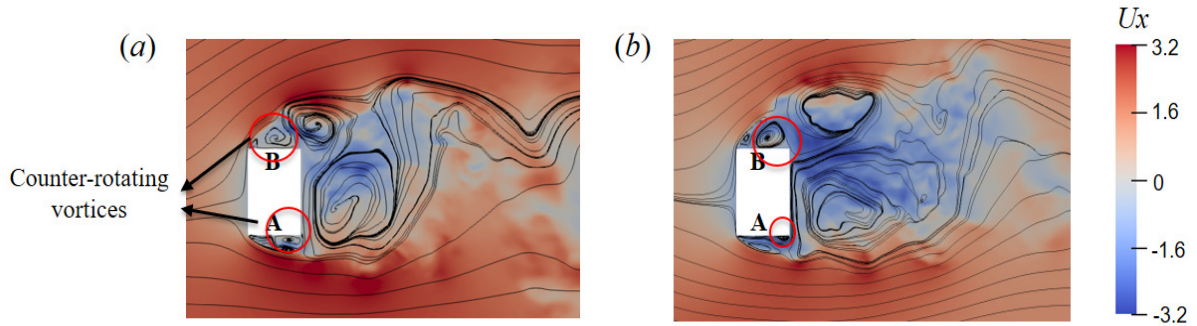 (a)
(b)
Ux
3.2
1.6
0
-1.6
-3.2
B
A
B
A
Counter-rotating
vortices